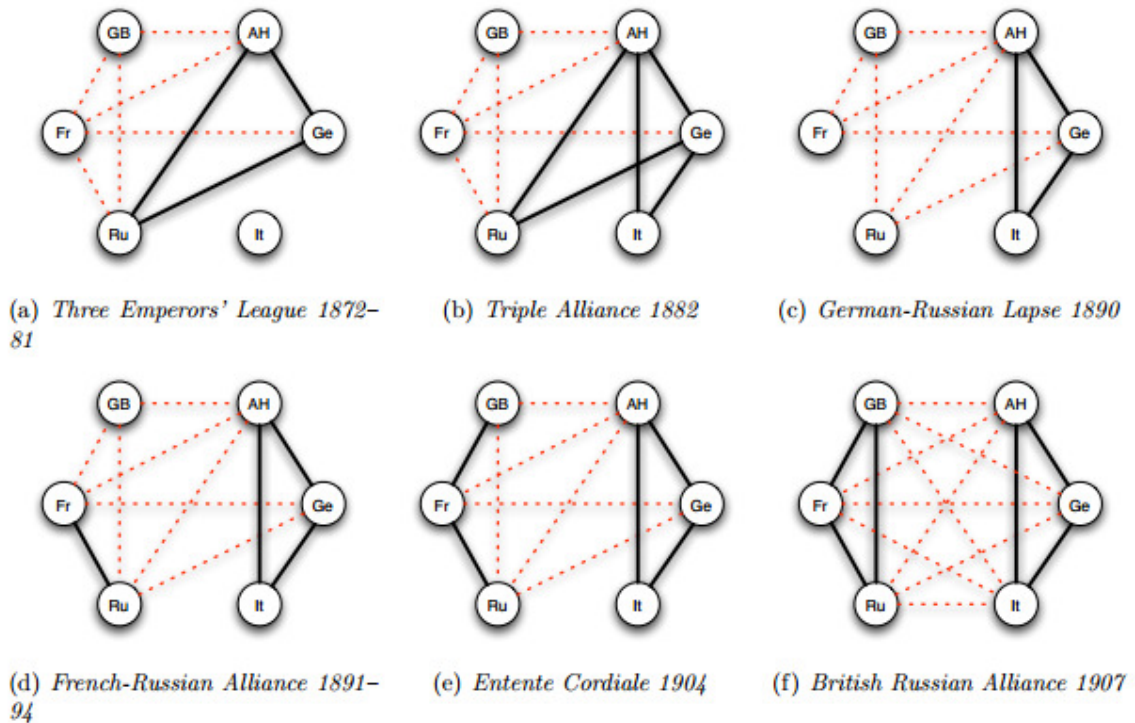 GB AH GB AH GB AH
Fr Ge Fr Ge Fr Ge
Ru It Ru It Ru It
(a) Three Emperors' League 1872– (b) Triple Alliance 1882 (c) German-Russian Lapse 1890
81
GB AH GB AH GB AH
Fr Ge Fr Ge Fr Ge
Ru It Ru It Ru It
(d) French-Russian Alliance 1891– (e) Entente Cordiale 1904 (f) British Russian Alliance 1907
94